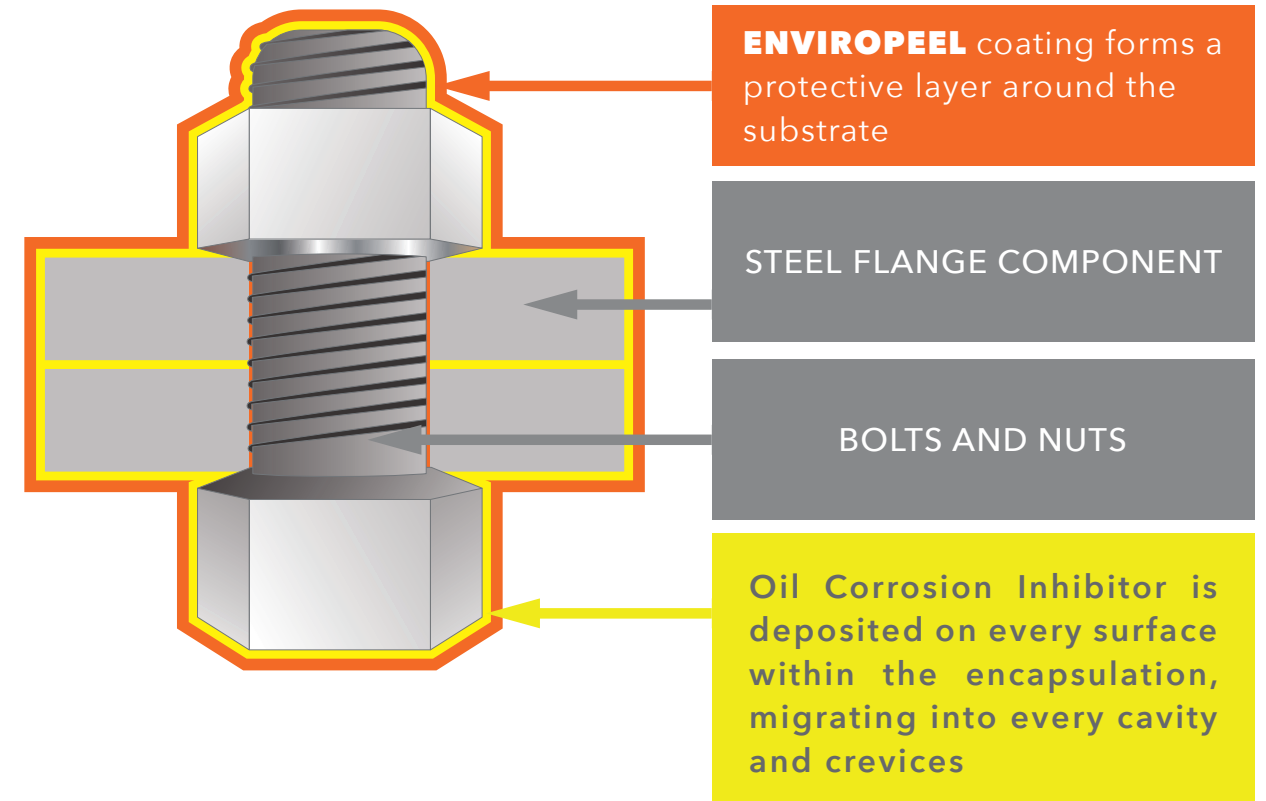 ENVIROPEEL coating forms a
protective layer around the
substrate
STEEL FLANGE COMPONENT
BOLTS AND NUTS
Oil Corrosion Inhibitor is
deposited on every surface
within the encapsulation,
migrating into every cavity
and crevices